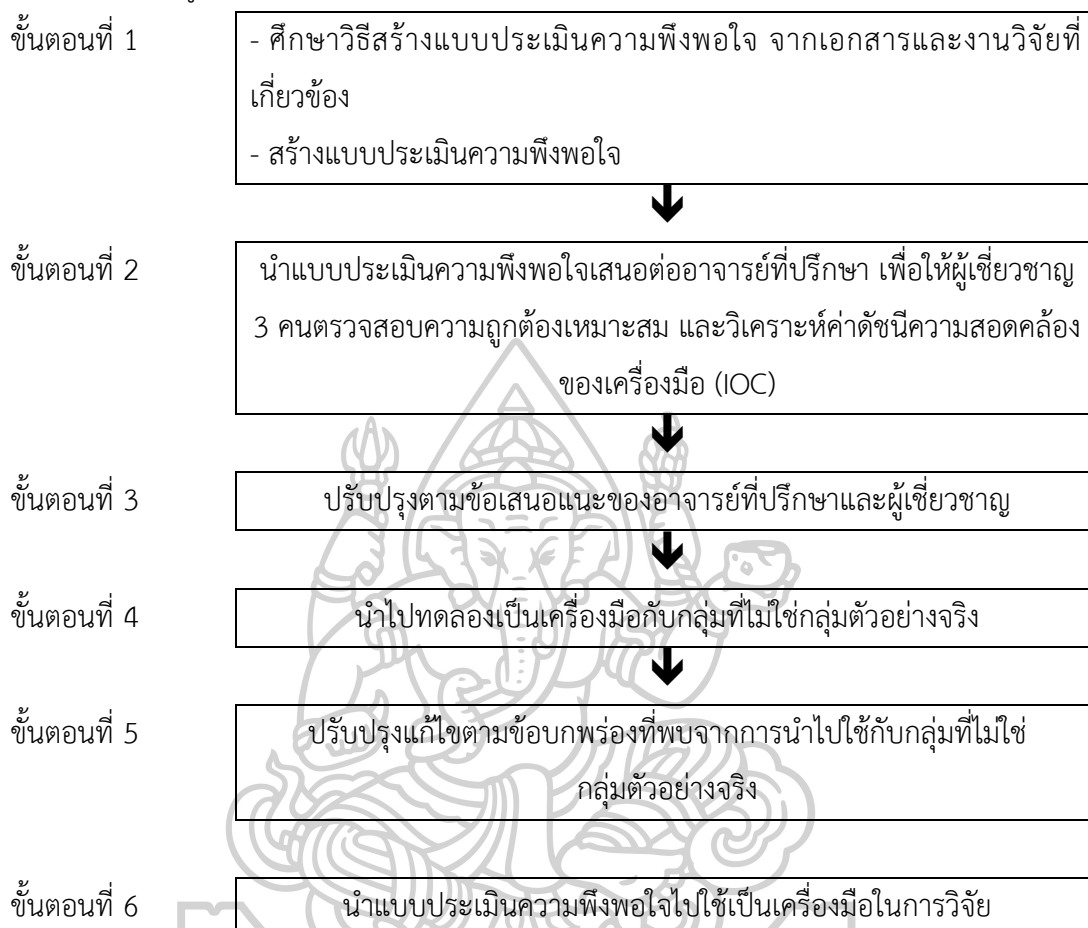 ขั้นตอนที่ 1
- ศึกษาวิธีสร้างแบบประเมินความพึงพอใจ จากเอกสารและงานวิจัยที่
เกี่ยวข้อง
- สร้างแบบประเมินความพึงพอใจ
ขั้นตอนที่ 2
นำแบบประเมินความพึงพอใจเสนอต่ออาจารย์ที่ปรึกษา เพื่อให้ผู้เชี่ยวชาญ
3 คนตรวจสอบความถูกต้องเหมาะสม และวิเคราะห์ค่าดัชนีความสอดคล้อง
ของเครื่องมือ (IOC)
ขั้นตอนที่ 3
ปรับปรุงตามข้อเสนอแนะของอาจารย์ที่ปรึกษาและผู้เชี่ยวชาญ
ขั้นตอนที่ 4
นำไปทดลองเป็นเครื่องมือกับกลุ่มที่ไม่ใช่กลุ่มตัวอย่างจริง
ขั้นตอนที่ 5
ปรับปรุงแก้ไขตามข้อบกพร่องที่พบจากการนำไปใช้กับกลุ่มที่ไม่ใช่
กลุ่มตัวอย่างจริง
ขั้นตอนที่ 6
นำแบบประเมินความพึงพอใจไปใช้เป็นเครื่องมือในการวิจัย